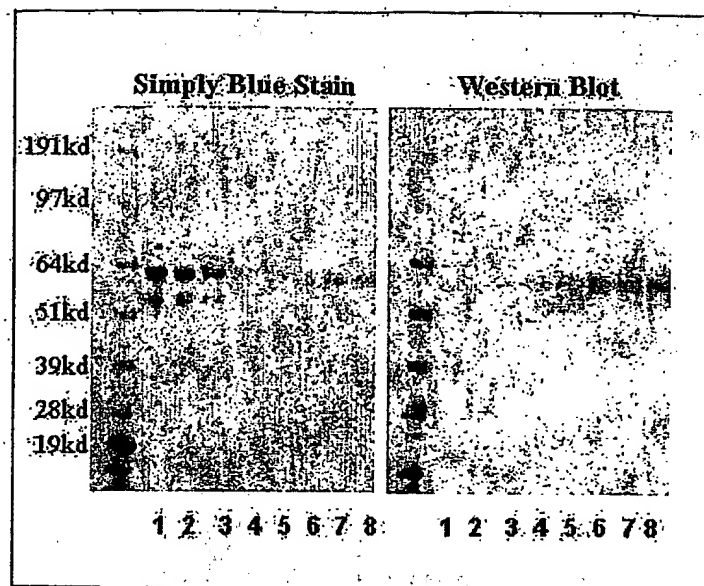 Simply Blue Stain Western Blot
191kd
97kd
64kd
51kd
39kd
28kd
19kd
1 2 3 4 5 6 7 8 1 2 3 4 5 6 7 8